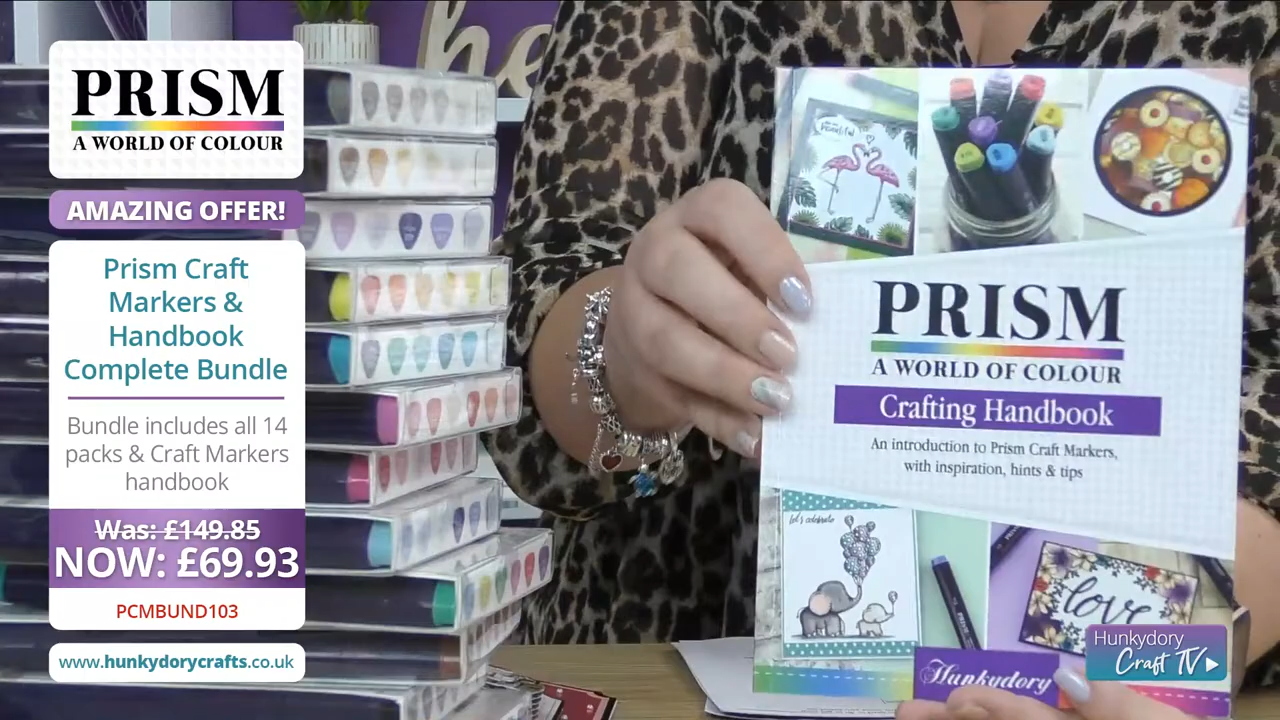 PRISM
A WORLD OF COLOUR
AMAZING OFFER!
Prism Craft
Markers &
Handbook
Complete Bundle
Bundle includes all 14
packs & Craft Markers
handbook
Was: £149.85
NOW: £69.93
PCMBUND103
www.hunkydorycrafts.co.uk
he
beautiful
PRISM
A WORLD OF COLOUR
Crafting Handbook
An introduction to Prism Craft Markers,
with inspiration, hints & tips
let's celebrate
love
Hunkydory
Hunkydory
Craft TV